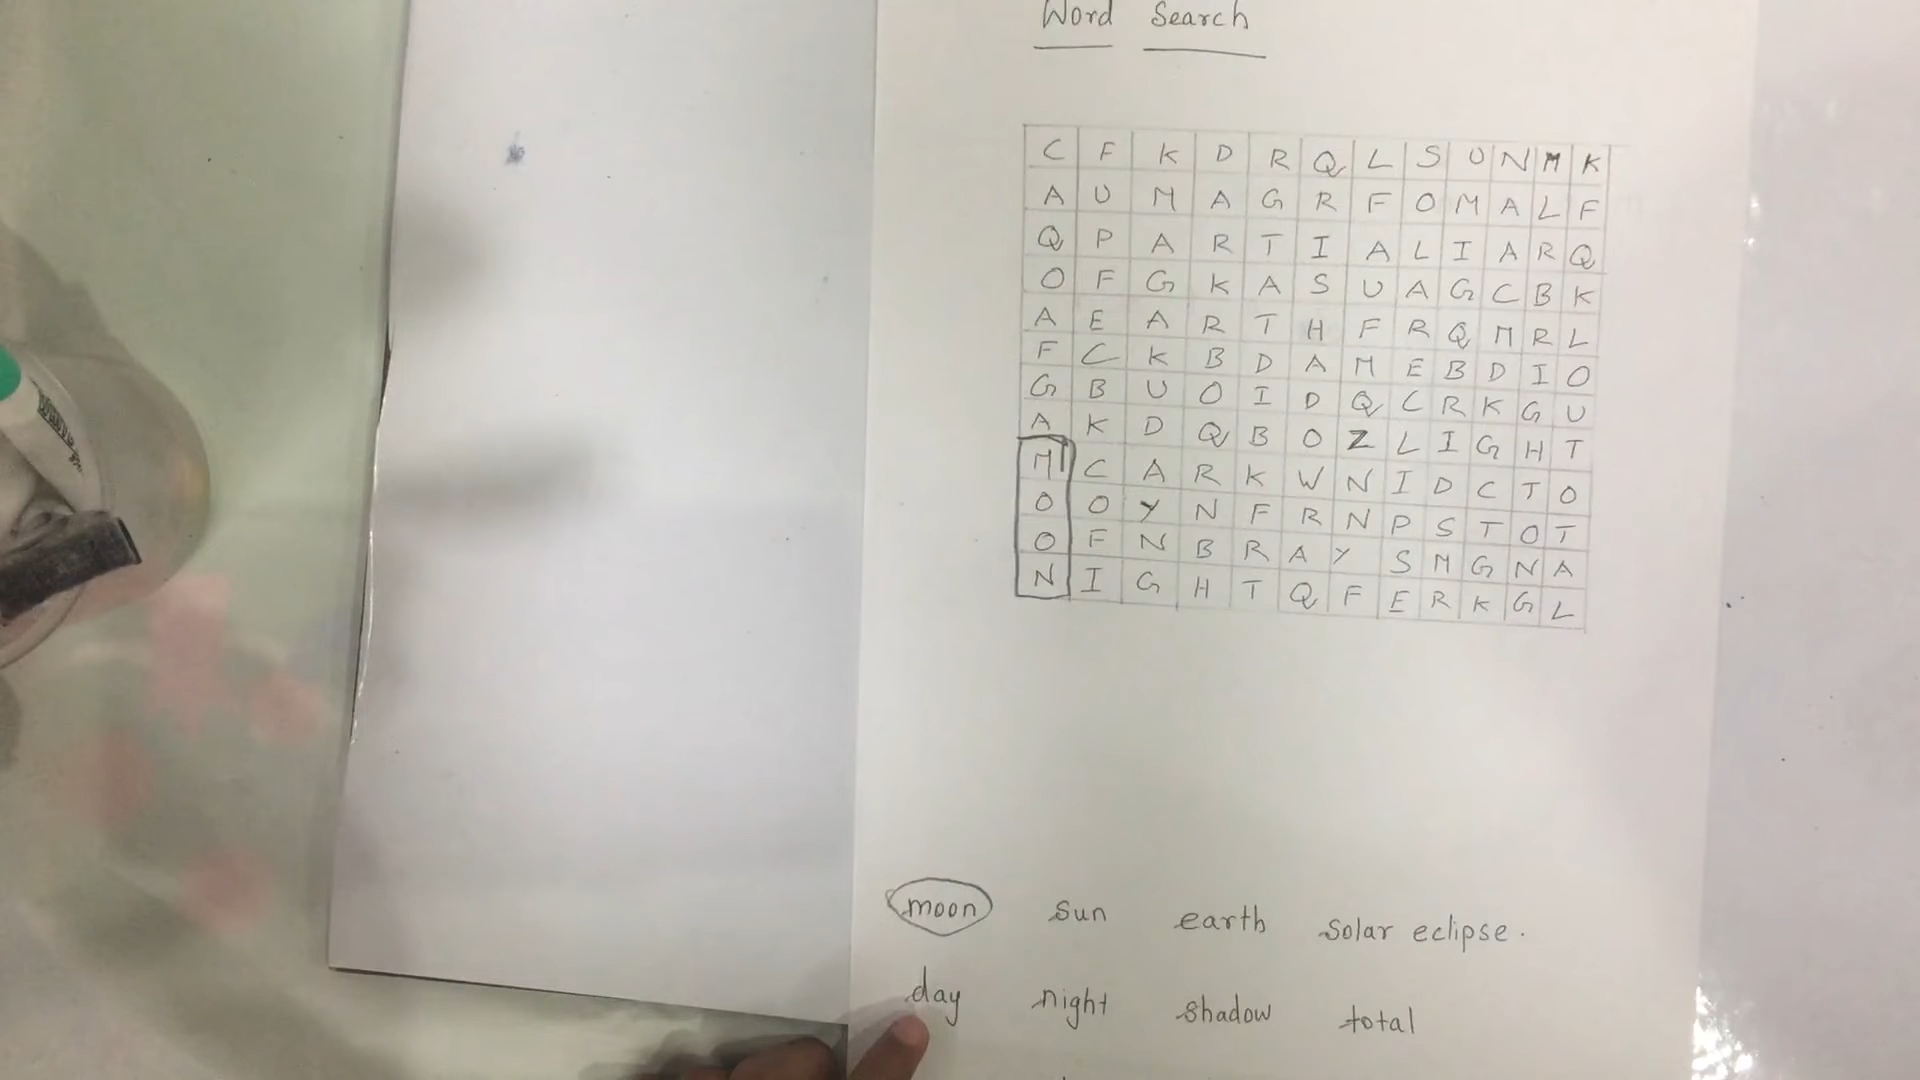 Word Search
C F K D R Q L S U N M K
A U M A G R F O M A L F
Q P A R T I A L I A R Q
O F G K A S U A G C B K
A E A R T H F R Q M R L
F C K B D A M E B D I O
G B U O I D Q C R K G U
A K D Q B O Z L I G H T
M C A R K W N I D C T O
O O Y N F R N P S T O T
O F N B R A Y S M G N A
N I G H T Q F E R K G L
moon sun earth solar eclipse.
day night shadow total